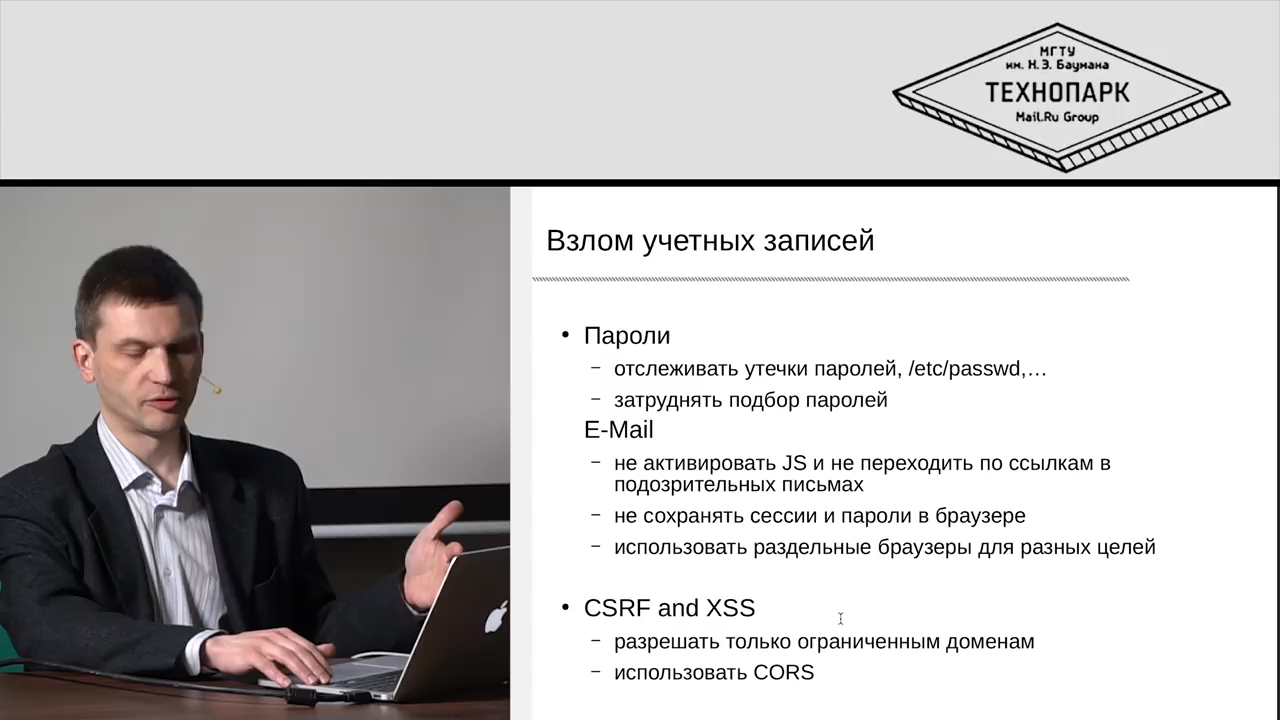 МГТУ
им. Н.Э. Баумана
ТЕХНОПАРК
Mail.Ru Group
Взлом учетных записей
• Пароли
– отслеживать утечки паролей, /etc/passwd,…
– затруднять подбор паролей
E-Mail
– не активировать JS и не переходить по ссылкам в
подозрительных письмах
– не сохранять сессии и пароли в браузере
– использовать раздельные браузеры для разных целей
• CSRF and XSS
– разрешать только ограниченным доменам
– использовать CORS